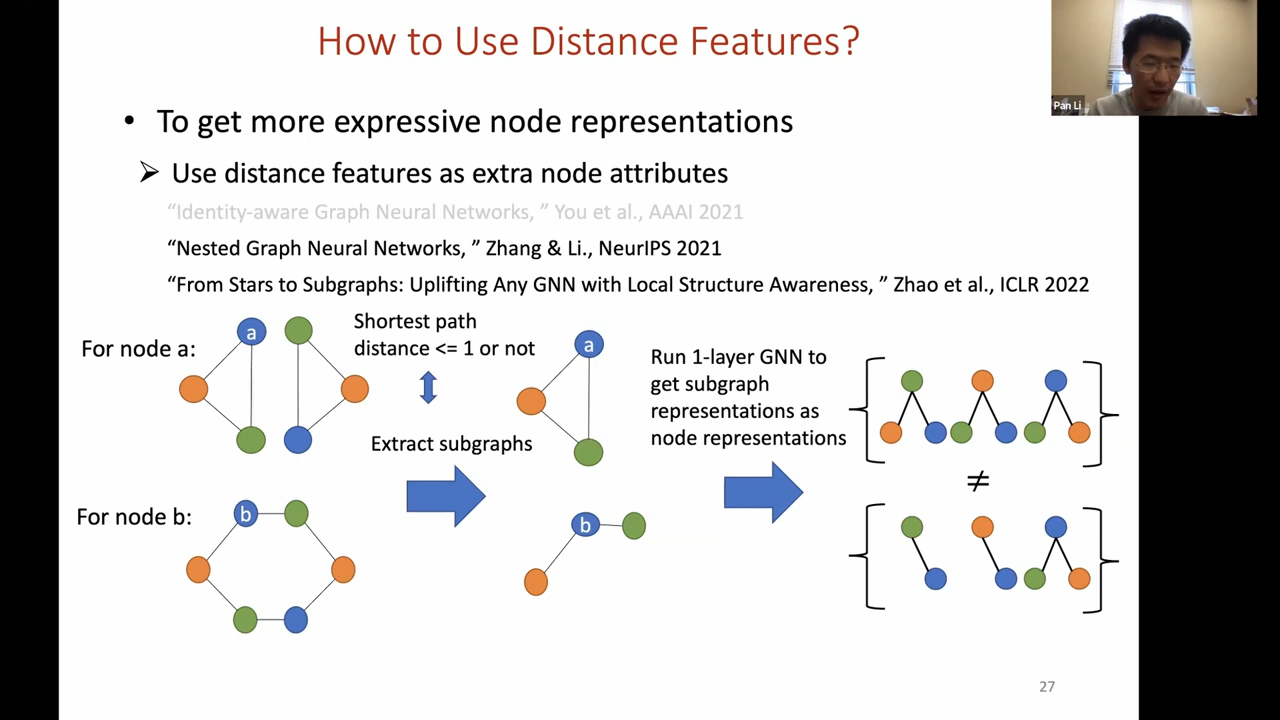 How to Use Distance Features?
Pan Li
• To get more expressive node representations
➢ Use distance features as extra node attributes
“Identity-aware Graph Neural Networks, ” You et al., AAAI 2021
“Nested Graph Neural Networks, ” Zhang & Li., NeurIPS 2021
“From Stars to Subgraphs: Uplifting Any GNN with Local Structure Awareness, ” Zhao et al., ICLR 2022
For node a:
a
Shortest path
distance <= 1 or not
Extract subgraphs
a
Run 1-layer GNN to
get subgraph
representations as
node representations
≠
For node b:
b
b
27